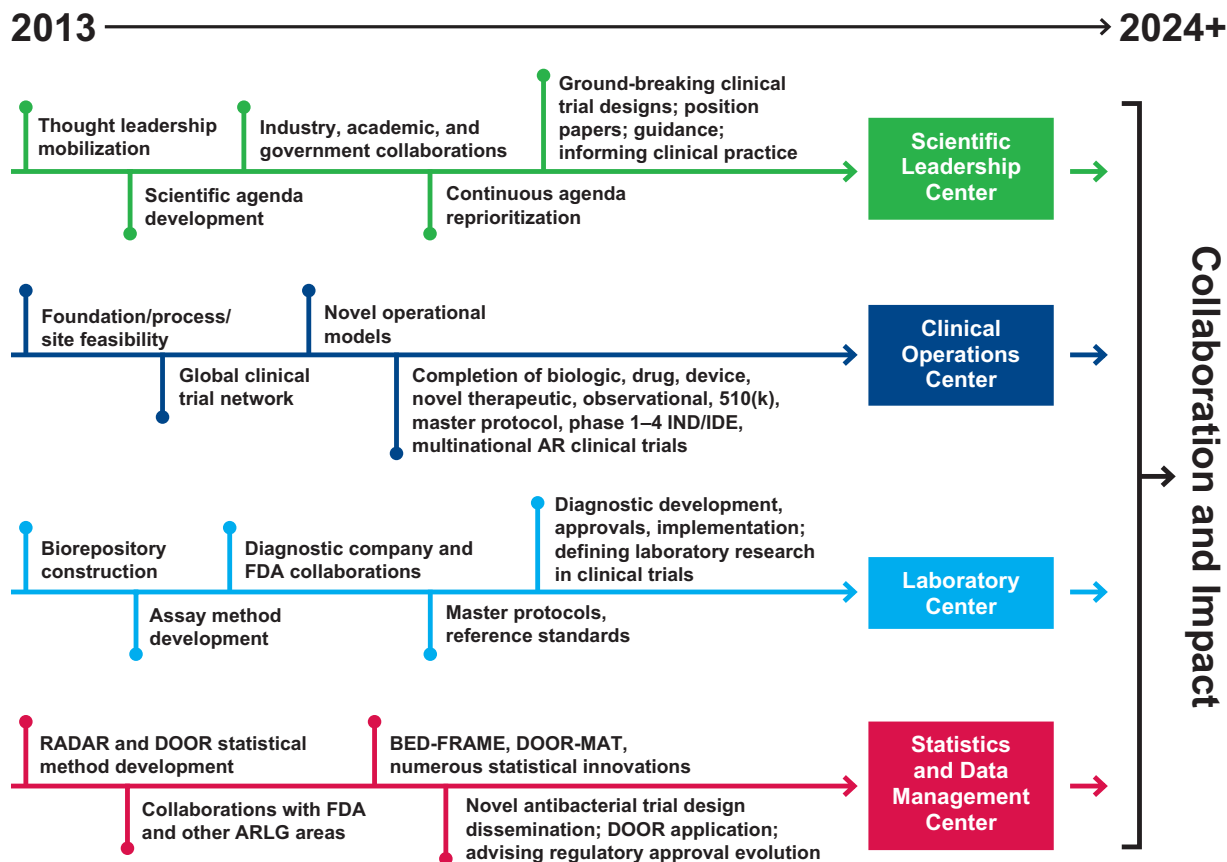 2013
2024+
Thought leadership
mobilization
Industry, academic, and
government collaborations
Ground-breaking clinical
trial designs; position
papers; guidance;
informing clinical practice
Scientific agenda
development
Continuous agenda
reprioritization
Scientific
Leadership
Center
Foundation/process/
site feasibility
Novel operational
models
Global clinical
trial network
Completion of biologic, drug, device,
novel therapeutic, observational, 510(k),
master protocol, phase 1–4 IND/IDE,
multinational AR clinical trials
Clinical
Operations
Center
Biorepository
construction
Diagnostic company and
FDA collaborations
Diagnostic development,
approvals, implementation;
defining laboratory research
in clinical trials
Assay method
development
Master protocols,
reference standards
Laboratory
Center
RADAR and DOOR statistical
method development
BED-FRAME, DOOR-MAT,
numerous statistical innovations
Collaborations with FDA
and other ARLG areas
Novel antibacterial trial design
dissemination; DOOR application;
advising regulatory approval evolution
Statistics
and Data
Management
Center
Collaboration and Impact